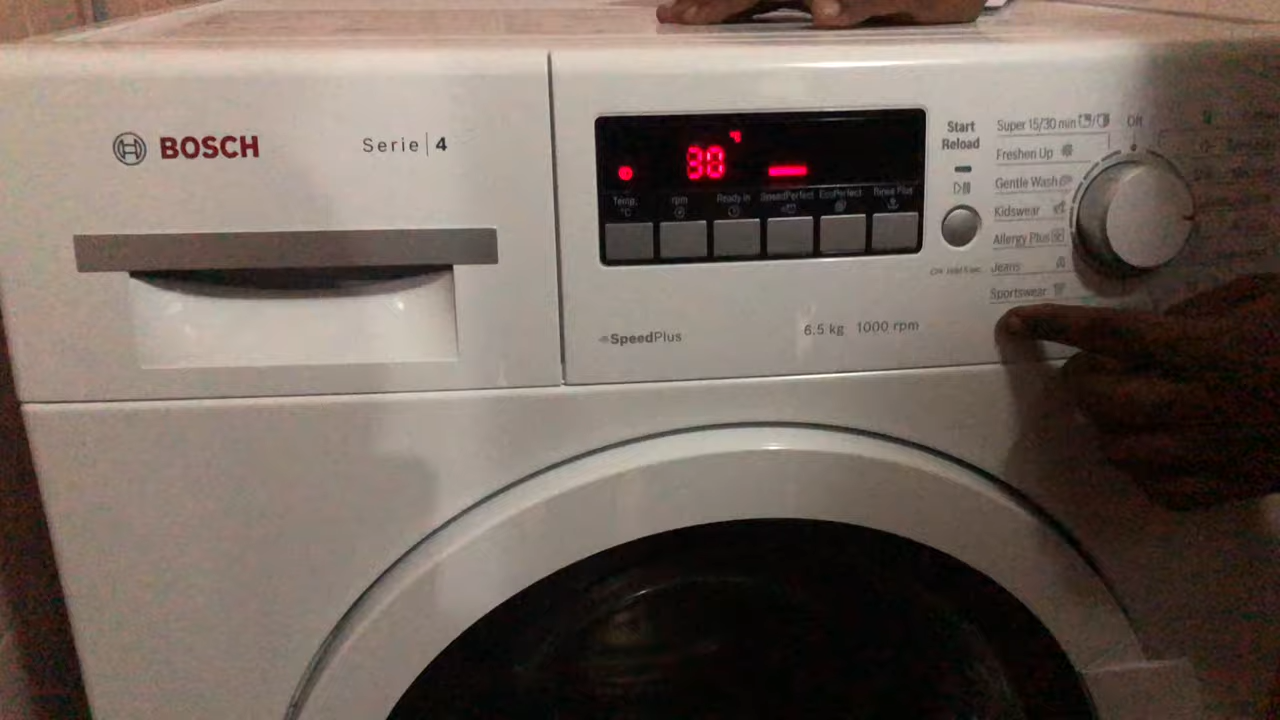 BOSCH
Serie | 4
30
Temp.
°C
rpm
Ready in
SpeedPerfect
EcoPerfect
Rinse Plus
Start
Reload
Super 15/30 min
Freshen Up
Gentle Wash
Kidswear
Allergy Plus
Jeans
Sportswear
Off
SpeedPlus
6.5 kg 1000 rpm